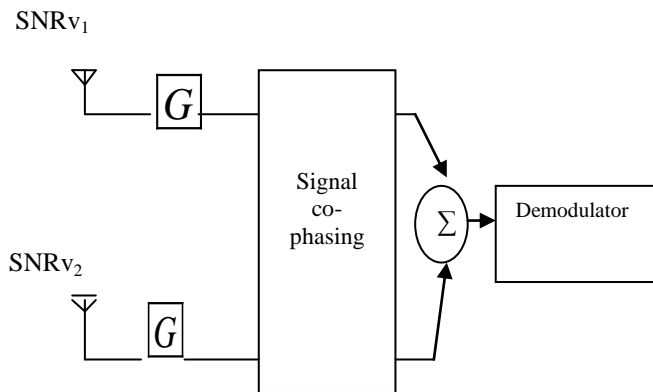 SNRv₁
G
Signal
co-
phasing
Σ
Demodulator
SNRv₂
G